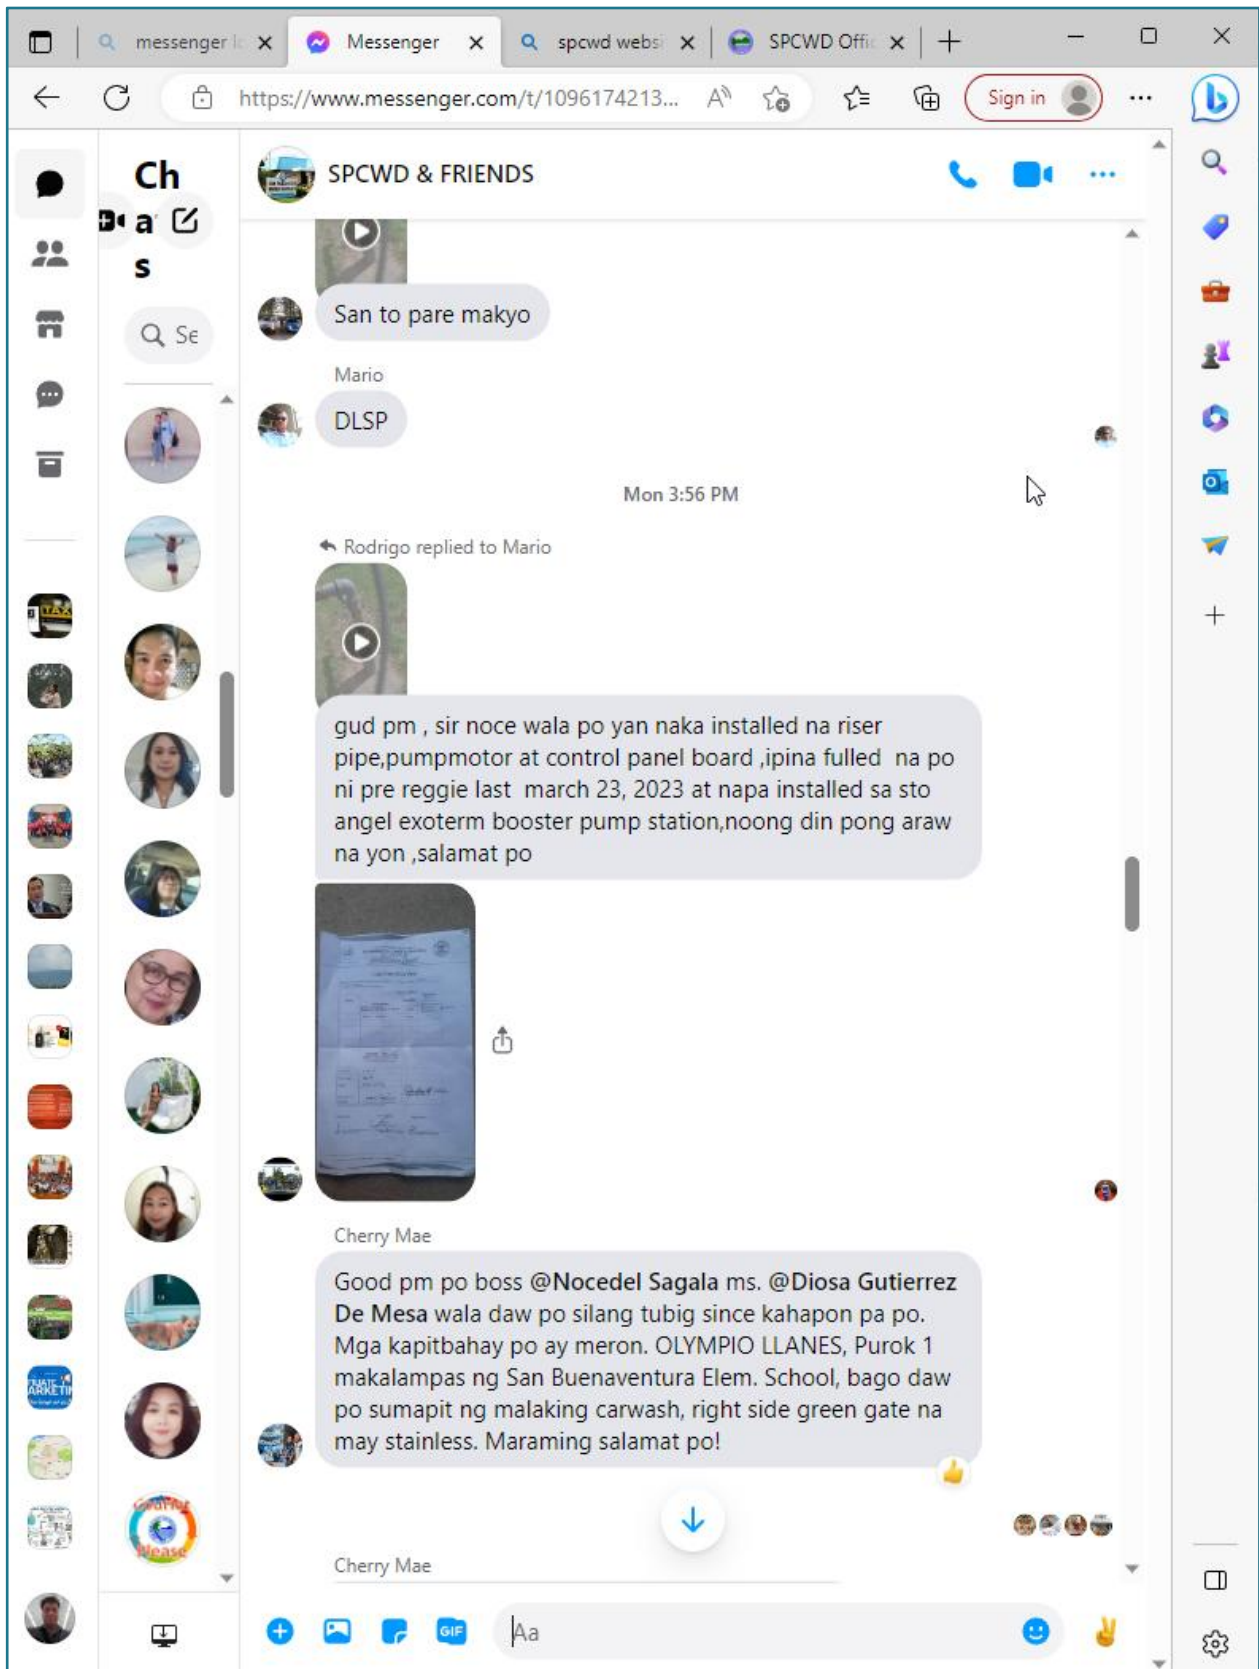 messenger l
Messenger
spcwd websi
SPCWD Offi
https://www.messenger.com/t/1096174213...
Sign in
Ch
a
s
Se
SPCWD & FRIENDS
San to pare makyo
Mario
DLSP
Mon 3:56 PM
Rodrigo replied to Mario
gud pm , sir noce wala po yan naka installed na riser
pipe,pumpmotor at control panel board ,ipina fulled na po
ni pre reggie last march 23, 2023 at napa installed sa sto
angel exoterm booster pump station,noong din pong araw
na yon ,salamat po
Cherry Mae
Good pm po boss @Nocedel Sagala ms. @Diosa Gutierrez
De Mesa wala daw po silang tubig since kahapon pa po.
Mga kapitbahay po ay meron. OLYMPIO LLANES, Purok 1
makalampas ng San Buenaventura Elem. School, bago daw
po sumapit ng malaking carwash, right side green gate na
may stainless. Maraming salamat po!
Cherry Mae
GIF
Aa
TAX
Please